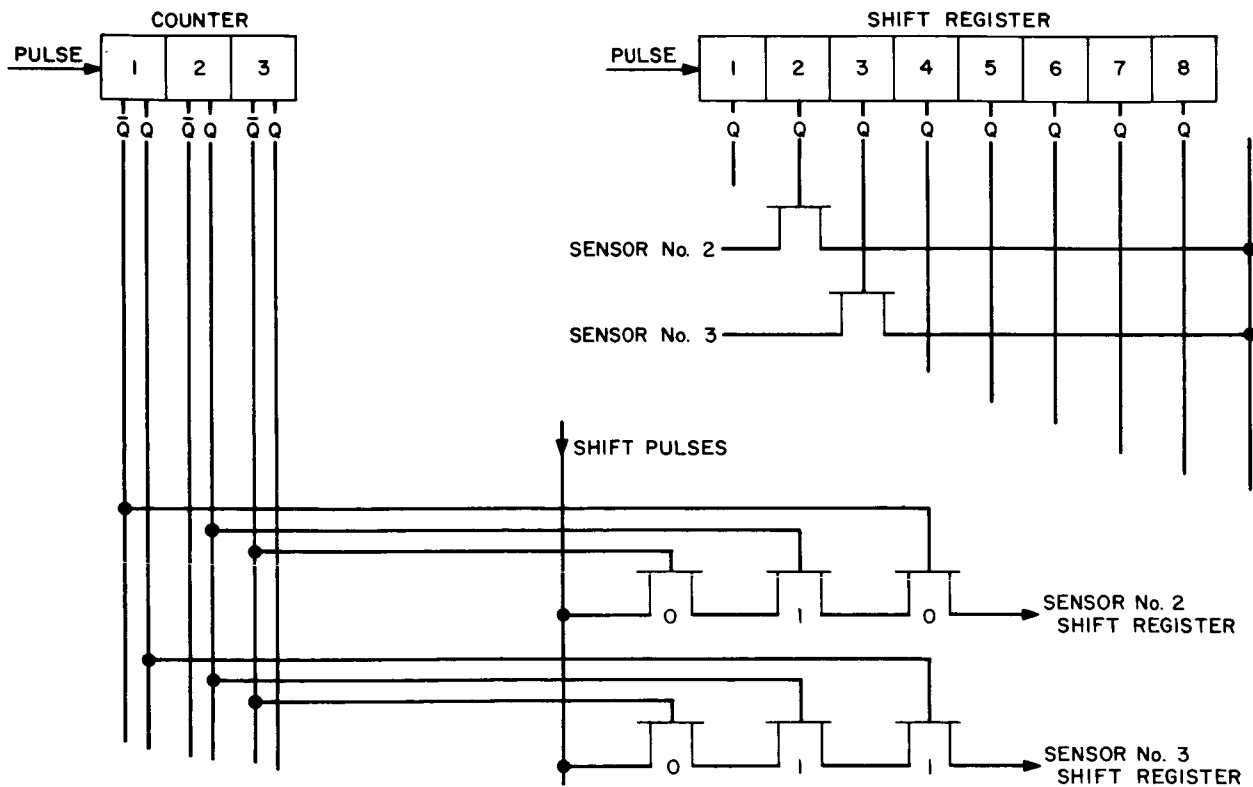 COUNTER
PULSE
1 2 3
Q̅ Q Q̅ Q Q̅ Q
SHIFT REGISTER
PULSE
1 2 3 4 5 6 7 8
Q Q Q Q Q Q Q Q
SENSOR No. 2
SENSOR No. 3
SHIFT PULSES
0 1 0
SENSOR No. 2
SHIFT REGISTER
0 1 1
SENSOR No. 3
SHIFT REGISTER